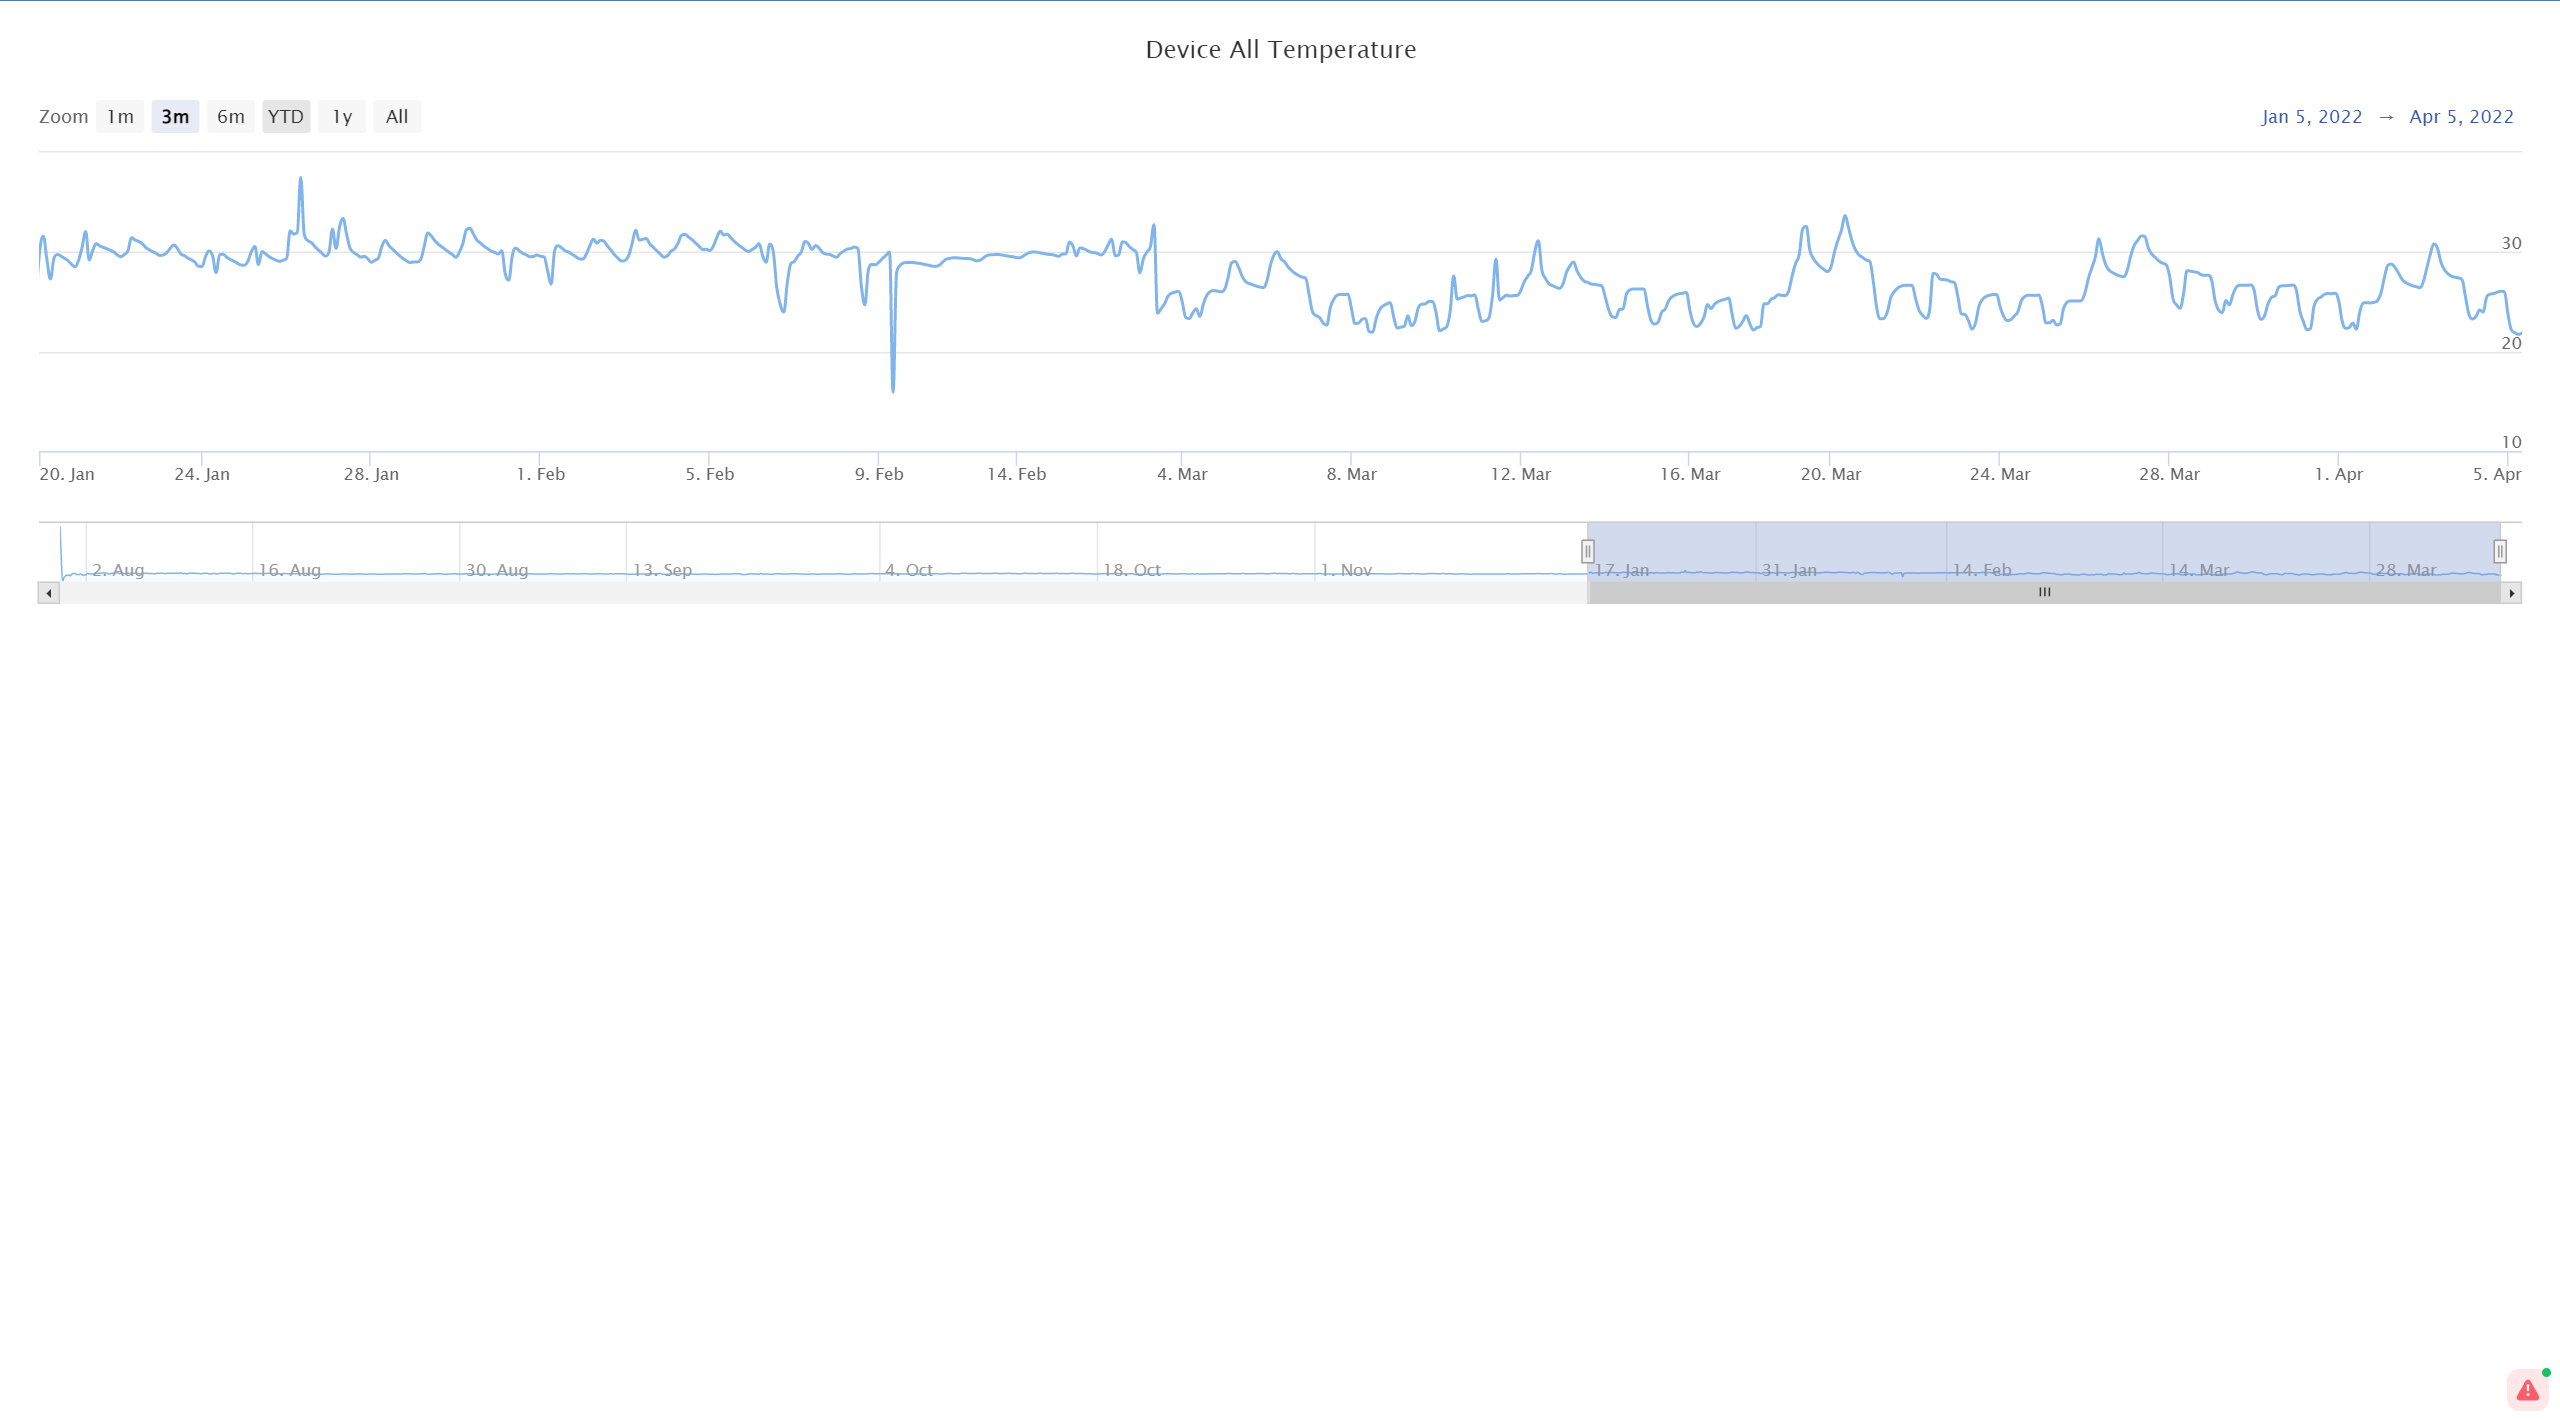 Device All Temperature
Zoom 1m 3m 6m YTD 1y All Jan 5, 2022 → Apr 5, 2022
30
20
10
20. Jan 24. Jan 28. Jan 1. Feb 5. Feb 9. Feb 14. Feb 4. Mar 8. Mar 12. Mar 16. Mar 20. Mar 24. Mar 28. Mar 1. Apr 5. Apr
2. Aug 16. Aug 30. Aug 13. Sep 4. Oct 18. Oct 1. Nov 17. Jan 31. Jan 14. Feb 14. Mar 28. Mar